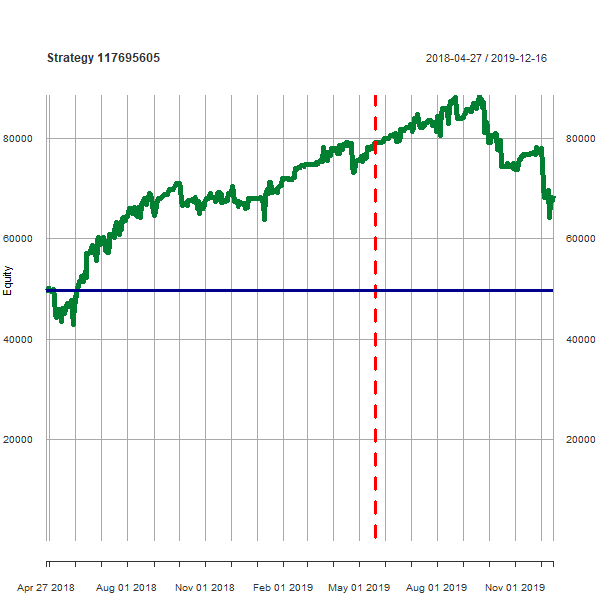 Strategy 117695605
2018-04-27 / 2019-12-16
80000 80000
60000 60000
Equity
40000 40000
20000 20000
Apr 27 2018 Aug 01 2018 Nov 01 2018 Feb 01 2019 May 01 2019 Aug 01 2019 Nov 01 2019